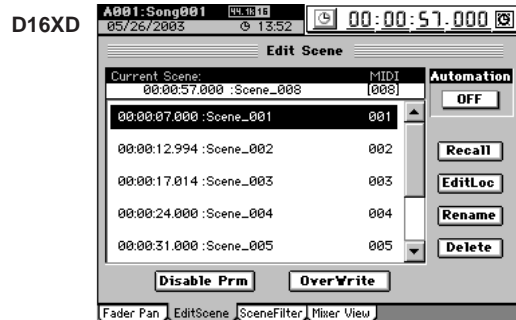 D16XD
A001:Song001 44.1k 16
05/26/2003 13:52 00:00:57.000
Edit Scene
Current Scene: MIDI
00:00:57.000 :Scene_008 [008]
Automation
OFF
00:00:07.000 :Scene_001 001
00:00:12.994 :Scene_002 002
00:00:17.014 :Scene_003 003
00:00:24.000 :Scene_004 004
00:00:31.000 :Scene_005 005
Recall
EditLoc
Rename
Delete
Disable Prm OverWrite
Fader Pan EditScene SceneFilter Mixer View